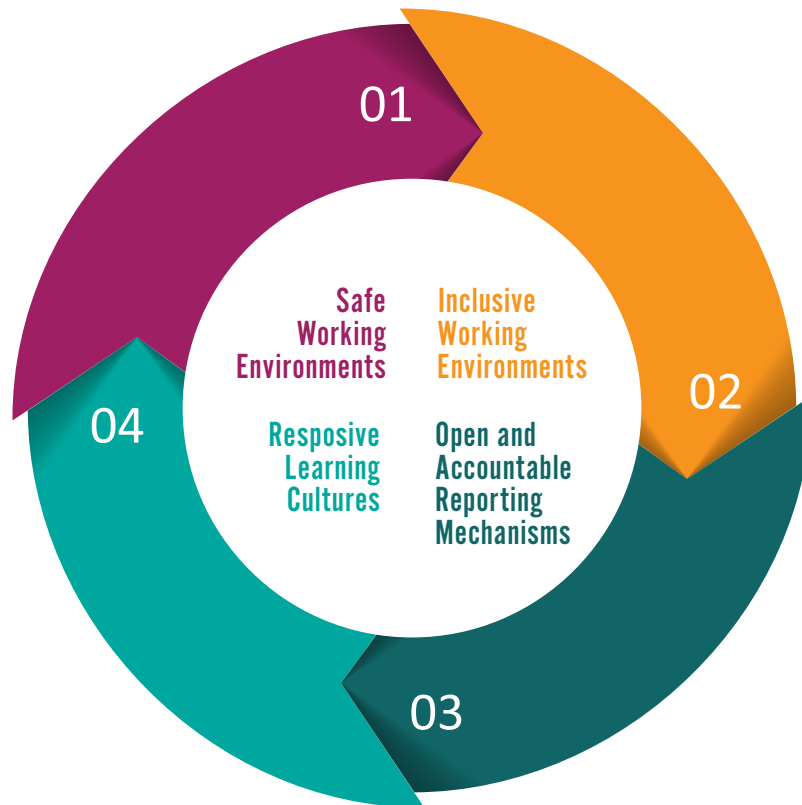 01
Safe
Working
Environments
Inclusive
Working
Environments
02
04
Resposive
Learning
Cultures
Open and
Accountable
Reporting
Mechanisms
03